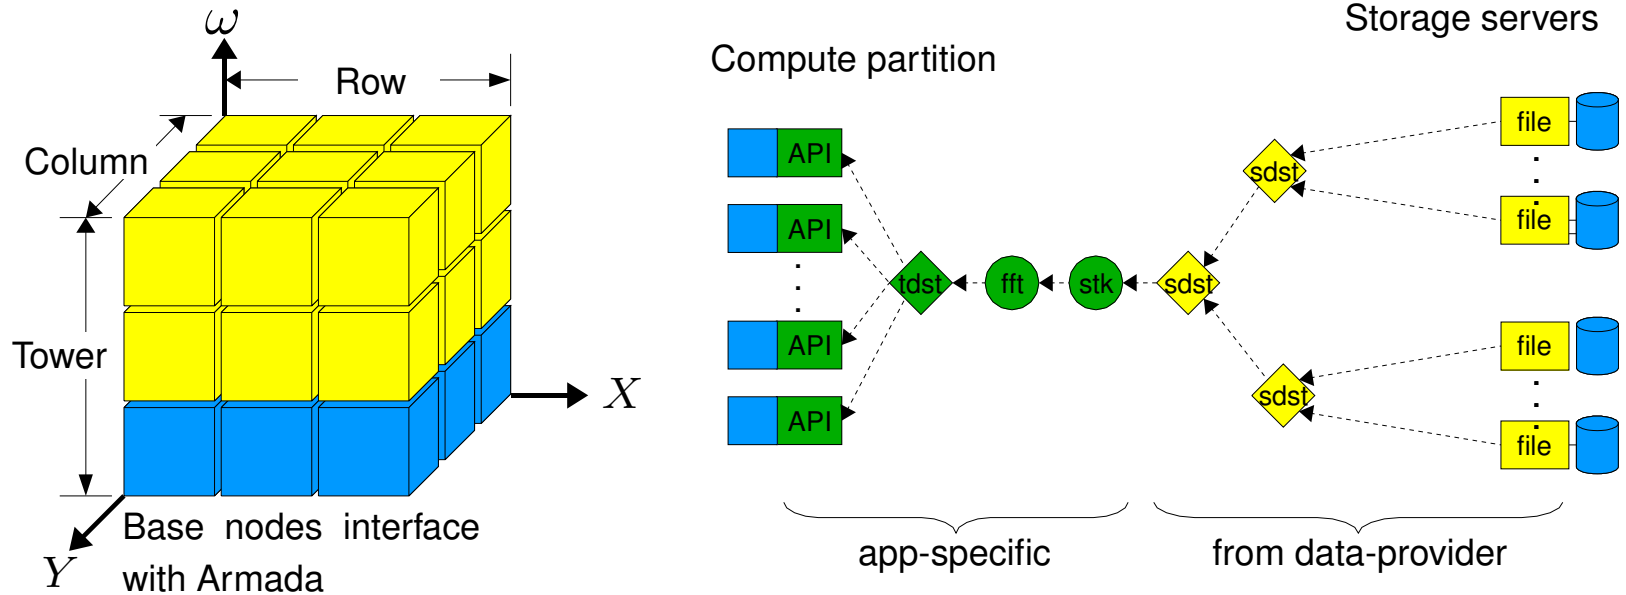 ω
Row
Column
Tower
X
Y
Base nodes interface
with Armada
Storage servers
Compute partition
API
API
API
API
tdst
fft
stk
sdst
sdst
sdst
file
file
file
file
app-specific
from data-provider